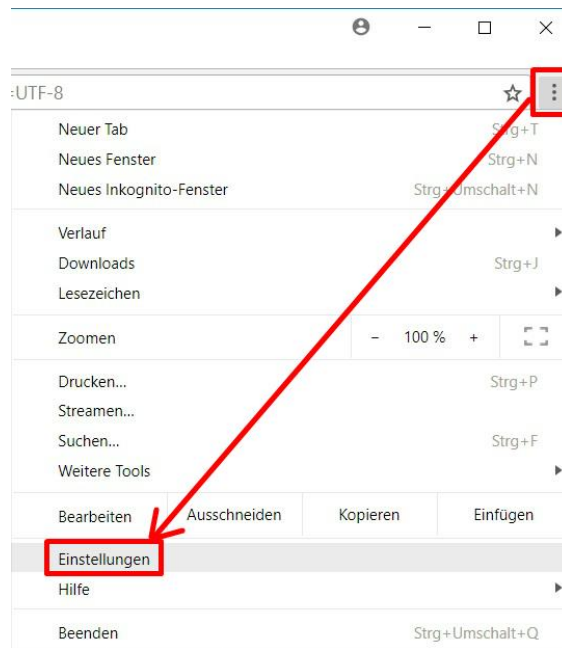 =UTF-8
Neuer Tab Strg+T
Neues Fenster Strg+N
Neues Inkognito-Fenster Strg+Umschalt+N
Verlauf
Downloads Strg+J
Lesezeichen
Zoomen - 100 % +
Drucken... Strg+P
Streamen...
Suchen... Strg+F
Weitere Tools
Bearbeiten Ausschneiden Kopieren Einfügen
Einstellungen
Hilfe
Beenden Strg+Umschalt+Q